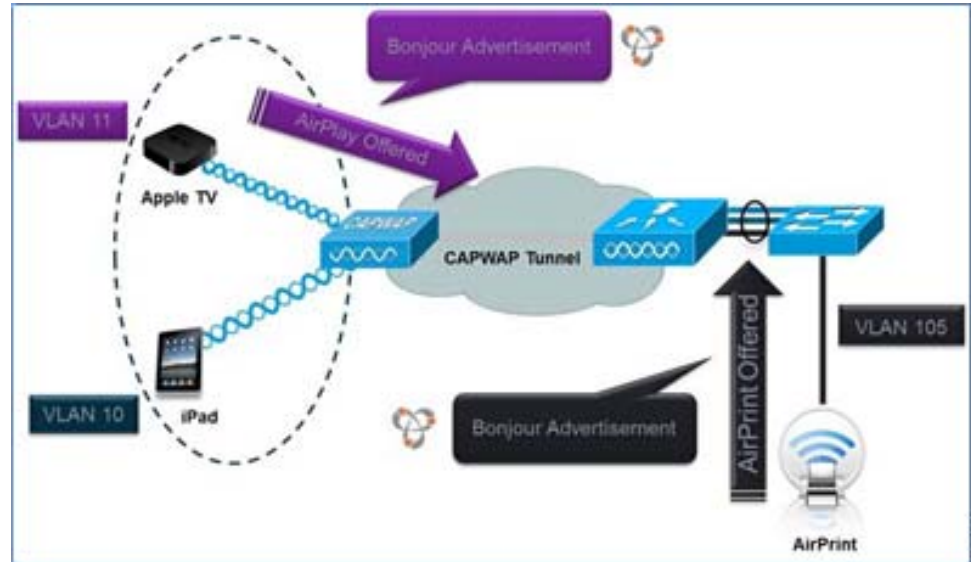 Bonjour Advertisement
VLAN 11
AirPlay Offered
Apple TV
CAPWAP
CAPWAP Tunnel
VLAN 105
AirPrint Offered
VLAN 10
iPad
Bonjour Advertisement
AirPrint